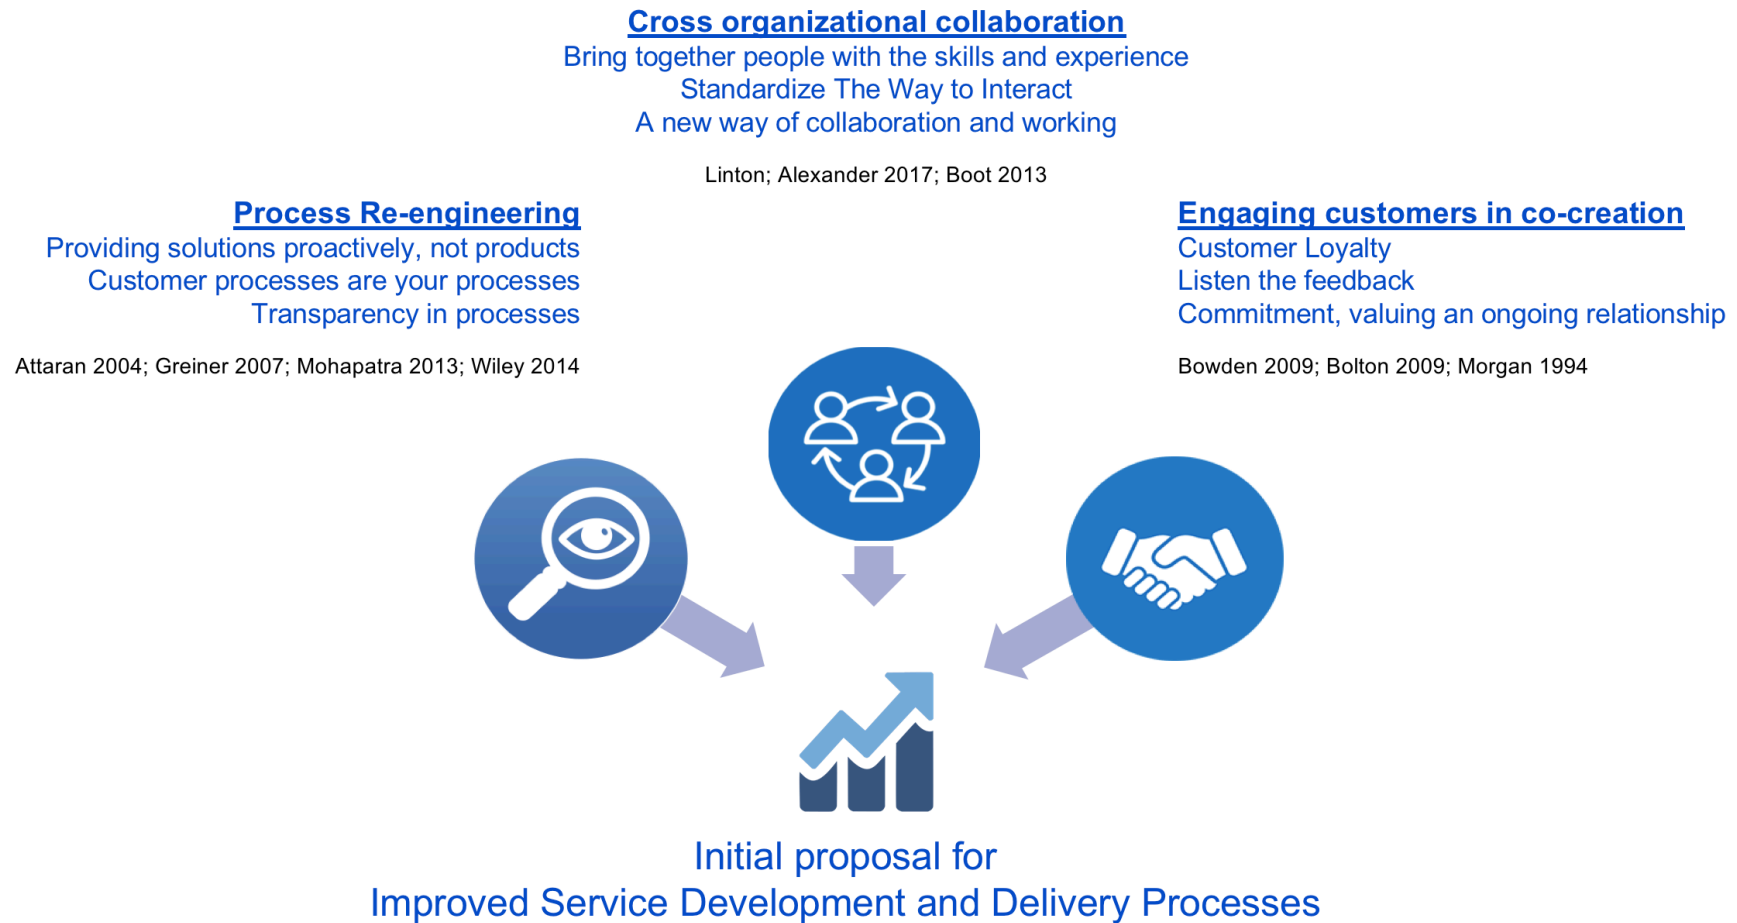 Cross organizational collaboration
Bring together people with the skills and experience
Standardize The Way to Interact
A new way of collaboration and working
Linton; Alexander 2017; Boot 2013
Process Re-engineering
Providing solutions proactively, not products
Customer processes are your processes
Transparency in processes
Attaran 2004; Greiner 2007; Mohapatra 2013; Wiley 2014
Engaging customers in co-creation
Customer Loyalty
Listen the feedback
Commitment, valuing an ongoing relationship
Bowden 2009; Bolton 2009; Morgan 1994
Initial proposal for
Improved Service Development and Delivery Processes